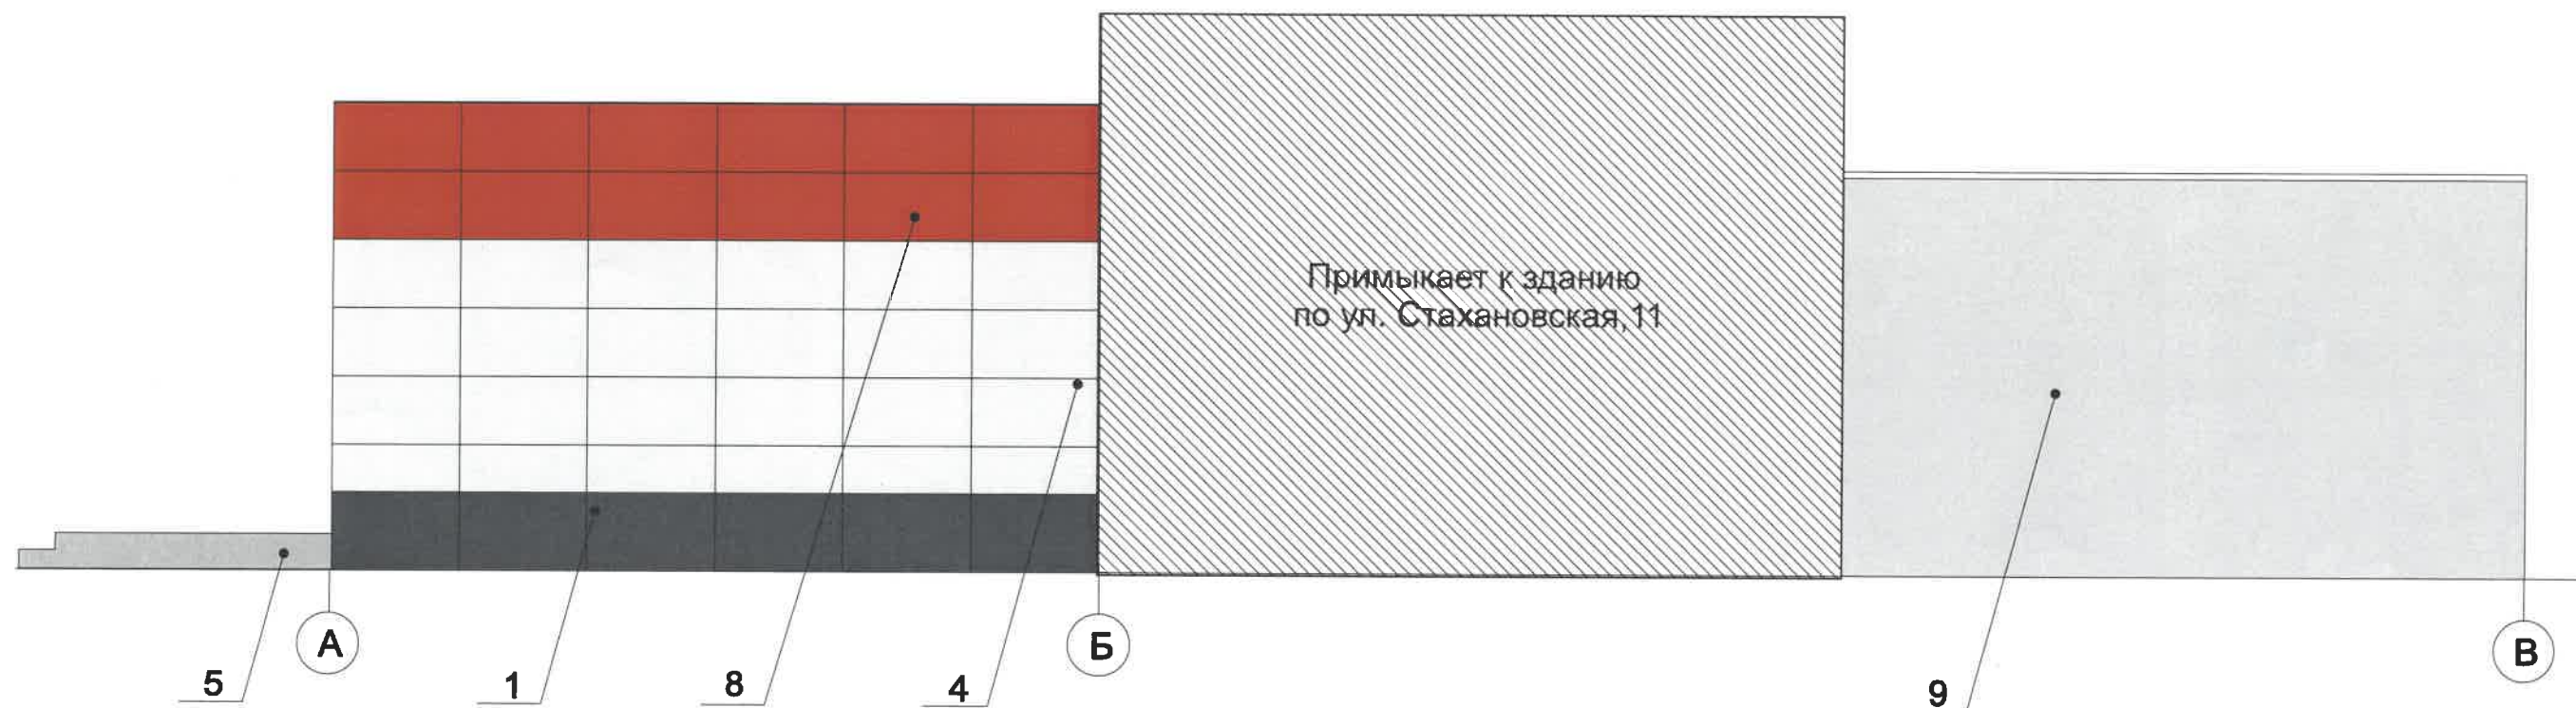 Примыкает к зданию
по ул. Стахановская,11
А
Б
В
5
1
8
4
9